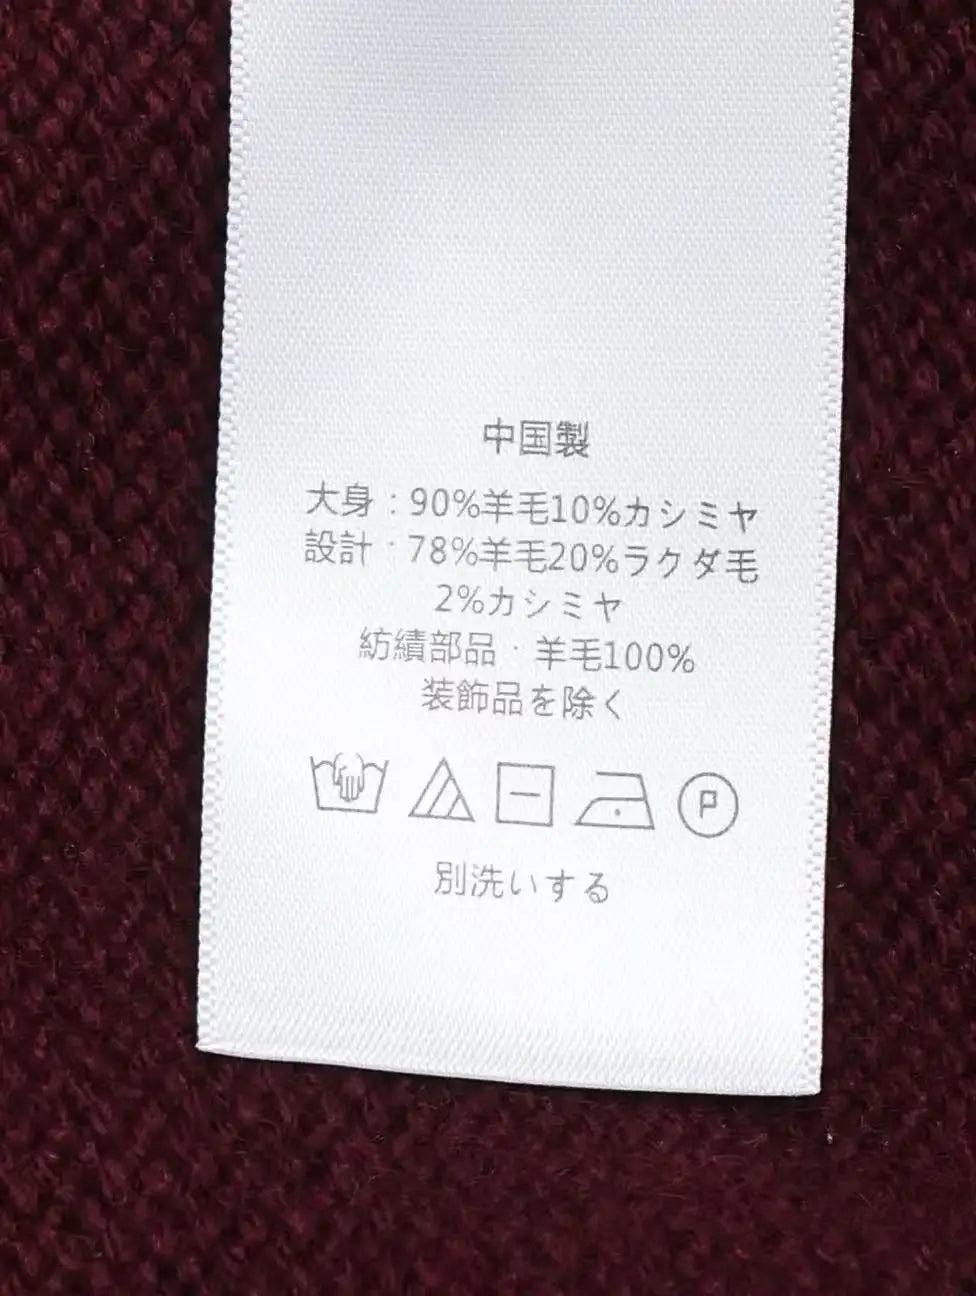 中国製
大身：90%羊毛10%カシミヤ
設計：78%羊毛20%ラクダ毛
2%カシミヤ
紡績部品：羊毛100%
装飾品を除く
P
別洗いする